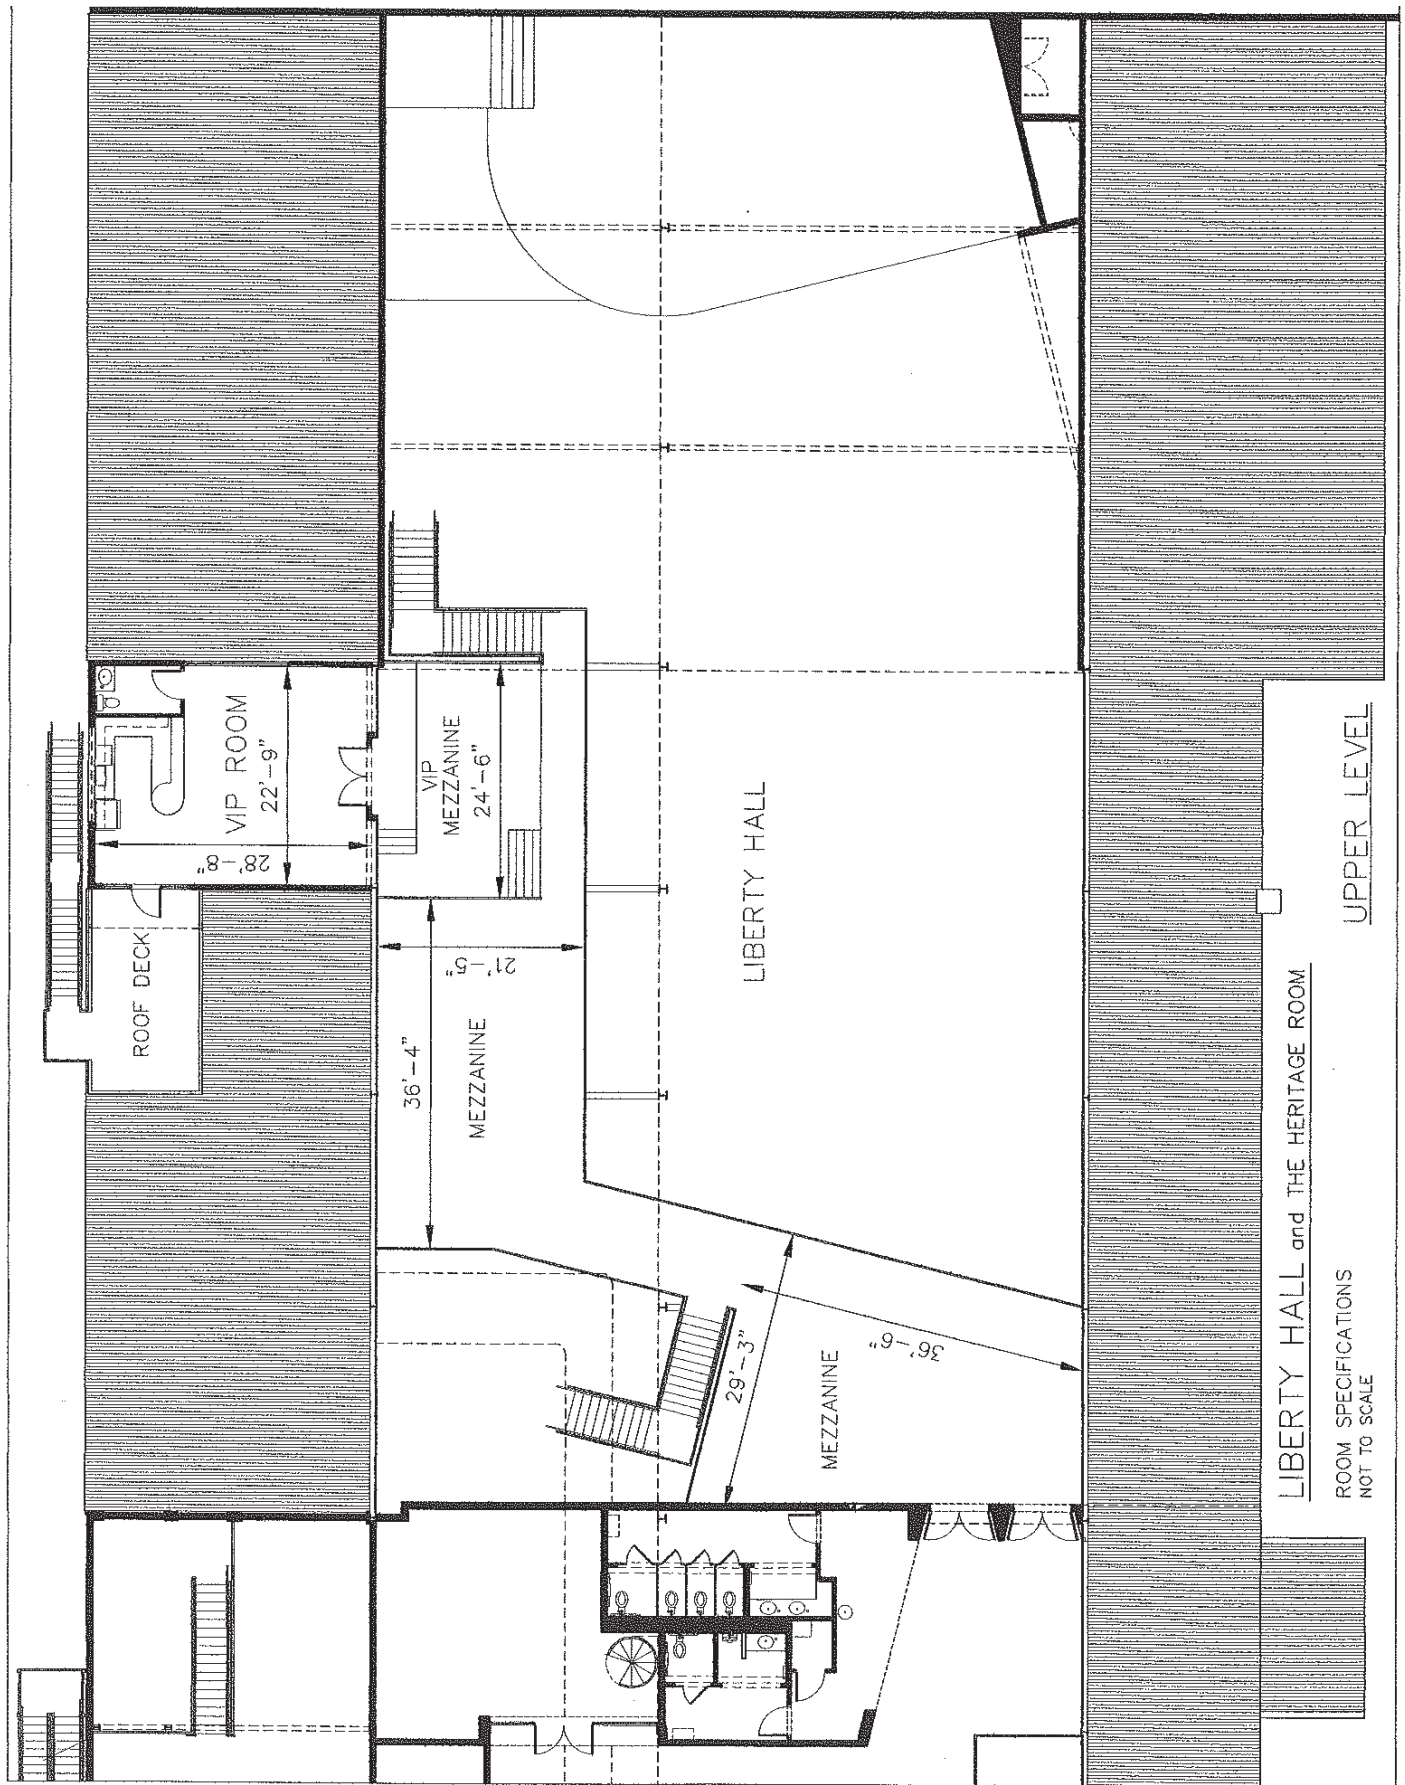 ROOF DECK
VIP ROOM
22'-9"
28'-8"
VIP
MEZZANINE
24'-6"
21'-5"
36'-4"
MEZZANINE
LIBERTY HALL
29'-3"
36'-6"
MEZZANINE
LIBERTY HALL and THE HERITAGE ROOM
ROOM SPECIFICATIONS
NOT TO SCALE
UPPER LEVEL